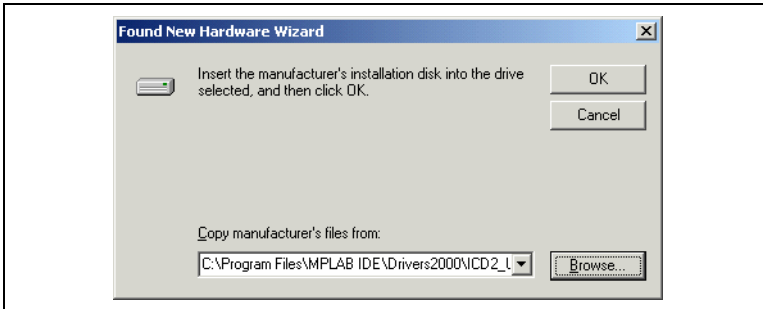 Found New Hardware Wizard
Insert the manufacturer's installation disk into the drive
selected, and then click OK.
OK
Cancel
Copy manufacturer's files from:
C:\Program Files\MPLAB IDE\Drivers2000\ICD2_U
Browse...